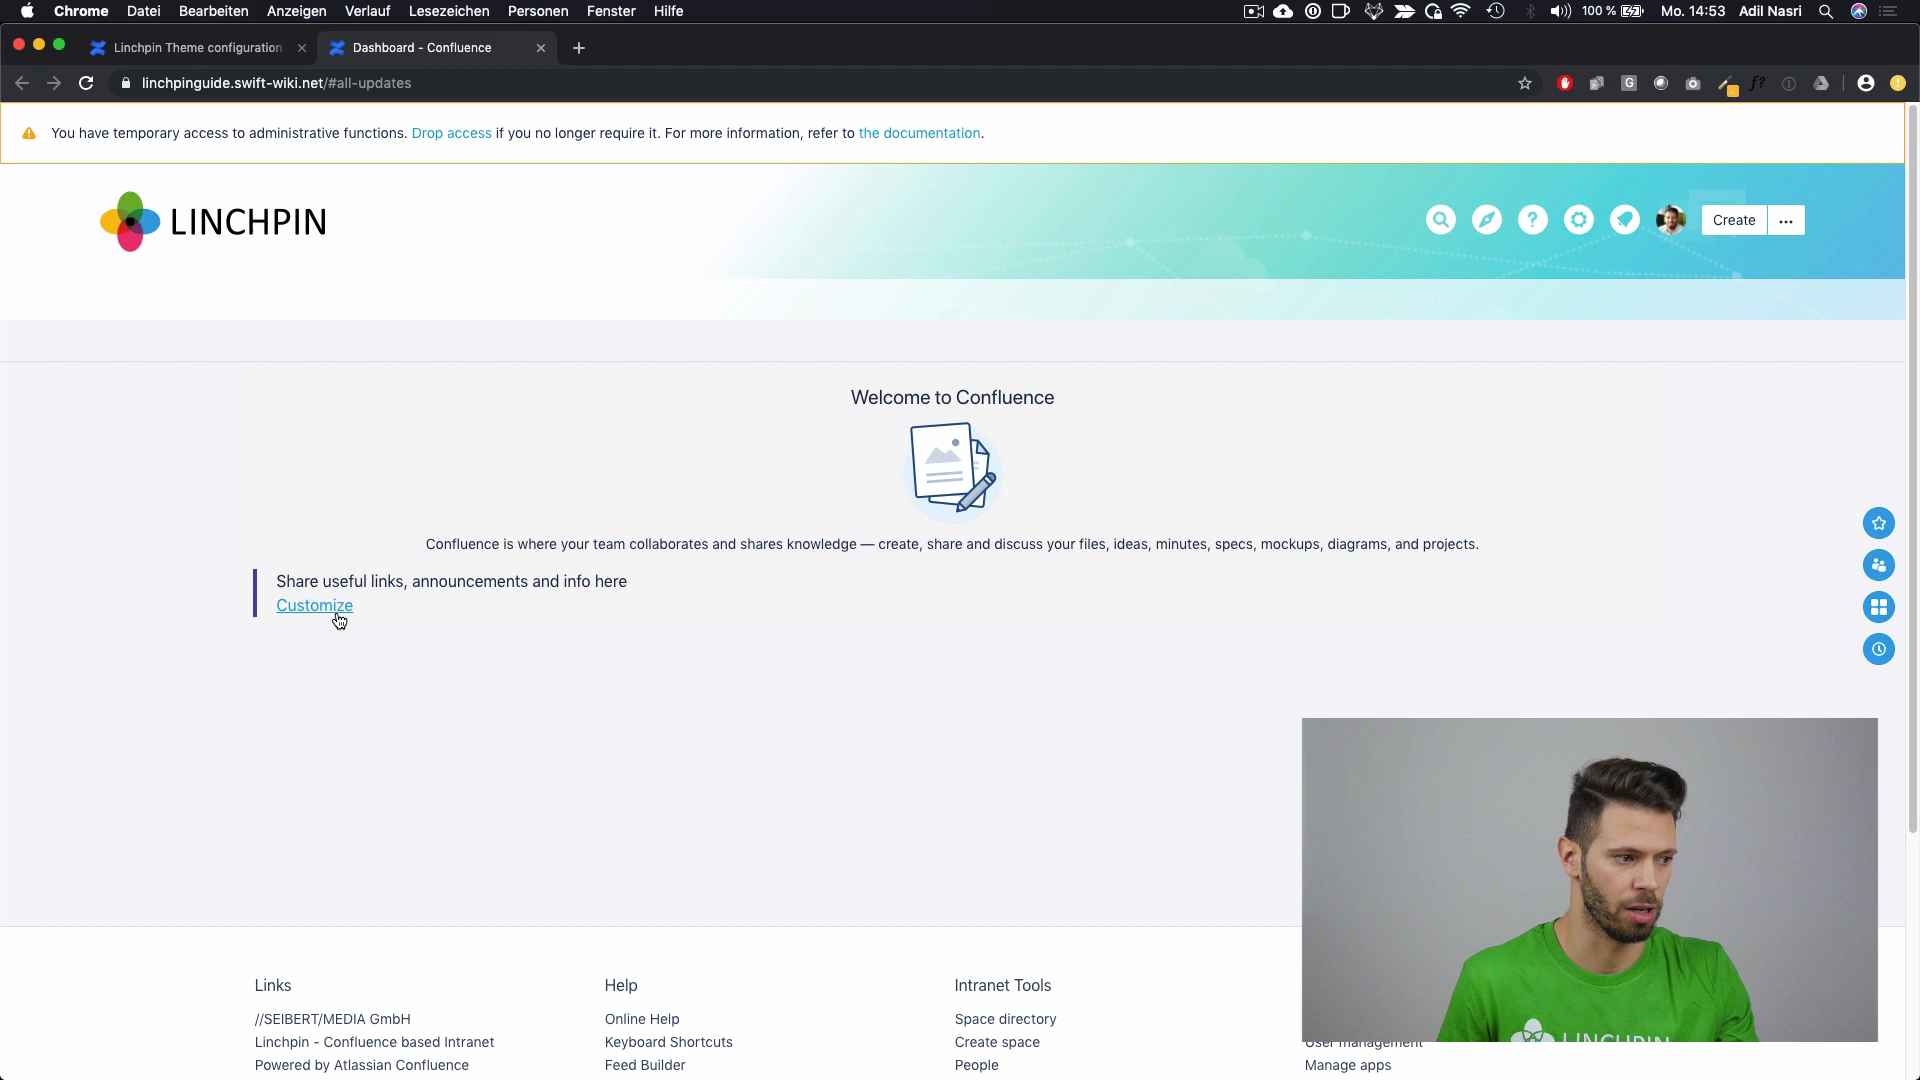 Chrome Datei Bearbeiten Anzeigen Verlauf Lesezeichen Personen Fenster Hilfe 100 % Mo. 14:53 Adil Nasri
Linchpin Theme configuration
Dashboard - Confluence
linchpinguide.swift-wiki.net/#all-updates
You have temporary access to administrative functions. Drop access if you no longer require it. For more information, refer to the documentation.
LINCHPIN
Create
Welcome to Confluence
Confluence is where your team collaborates and shares knowledge — create, share and discuss your files, ideas, minutes, specs, mockups, diagrams, and projects.
Share useful links, announcements and info here
Customize
Links
//SEIBERT/MEDIA GmbH
Linchpin - Confluence based Intranet
Powered by Atlassian Confluence
Help
Online Help
Keyboard Shortcuts
Feed Builder
Intranet Tools
Space directory
Create space
People
User management
Manage apps
LINCHPIN